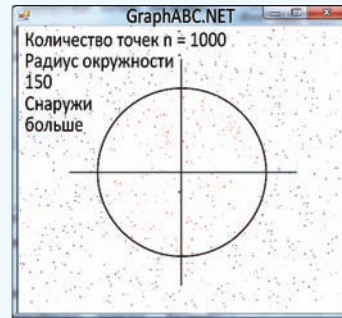 GraphABC.NET
Количество точек n = 1000
Радиус окружности
150
Снаружи
больше